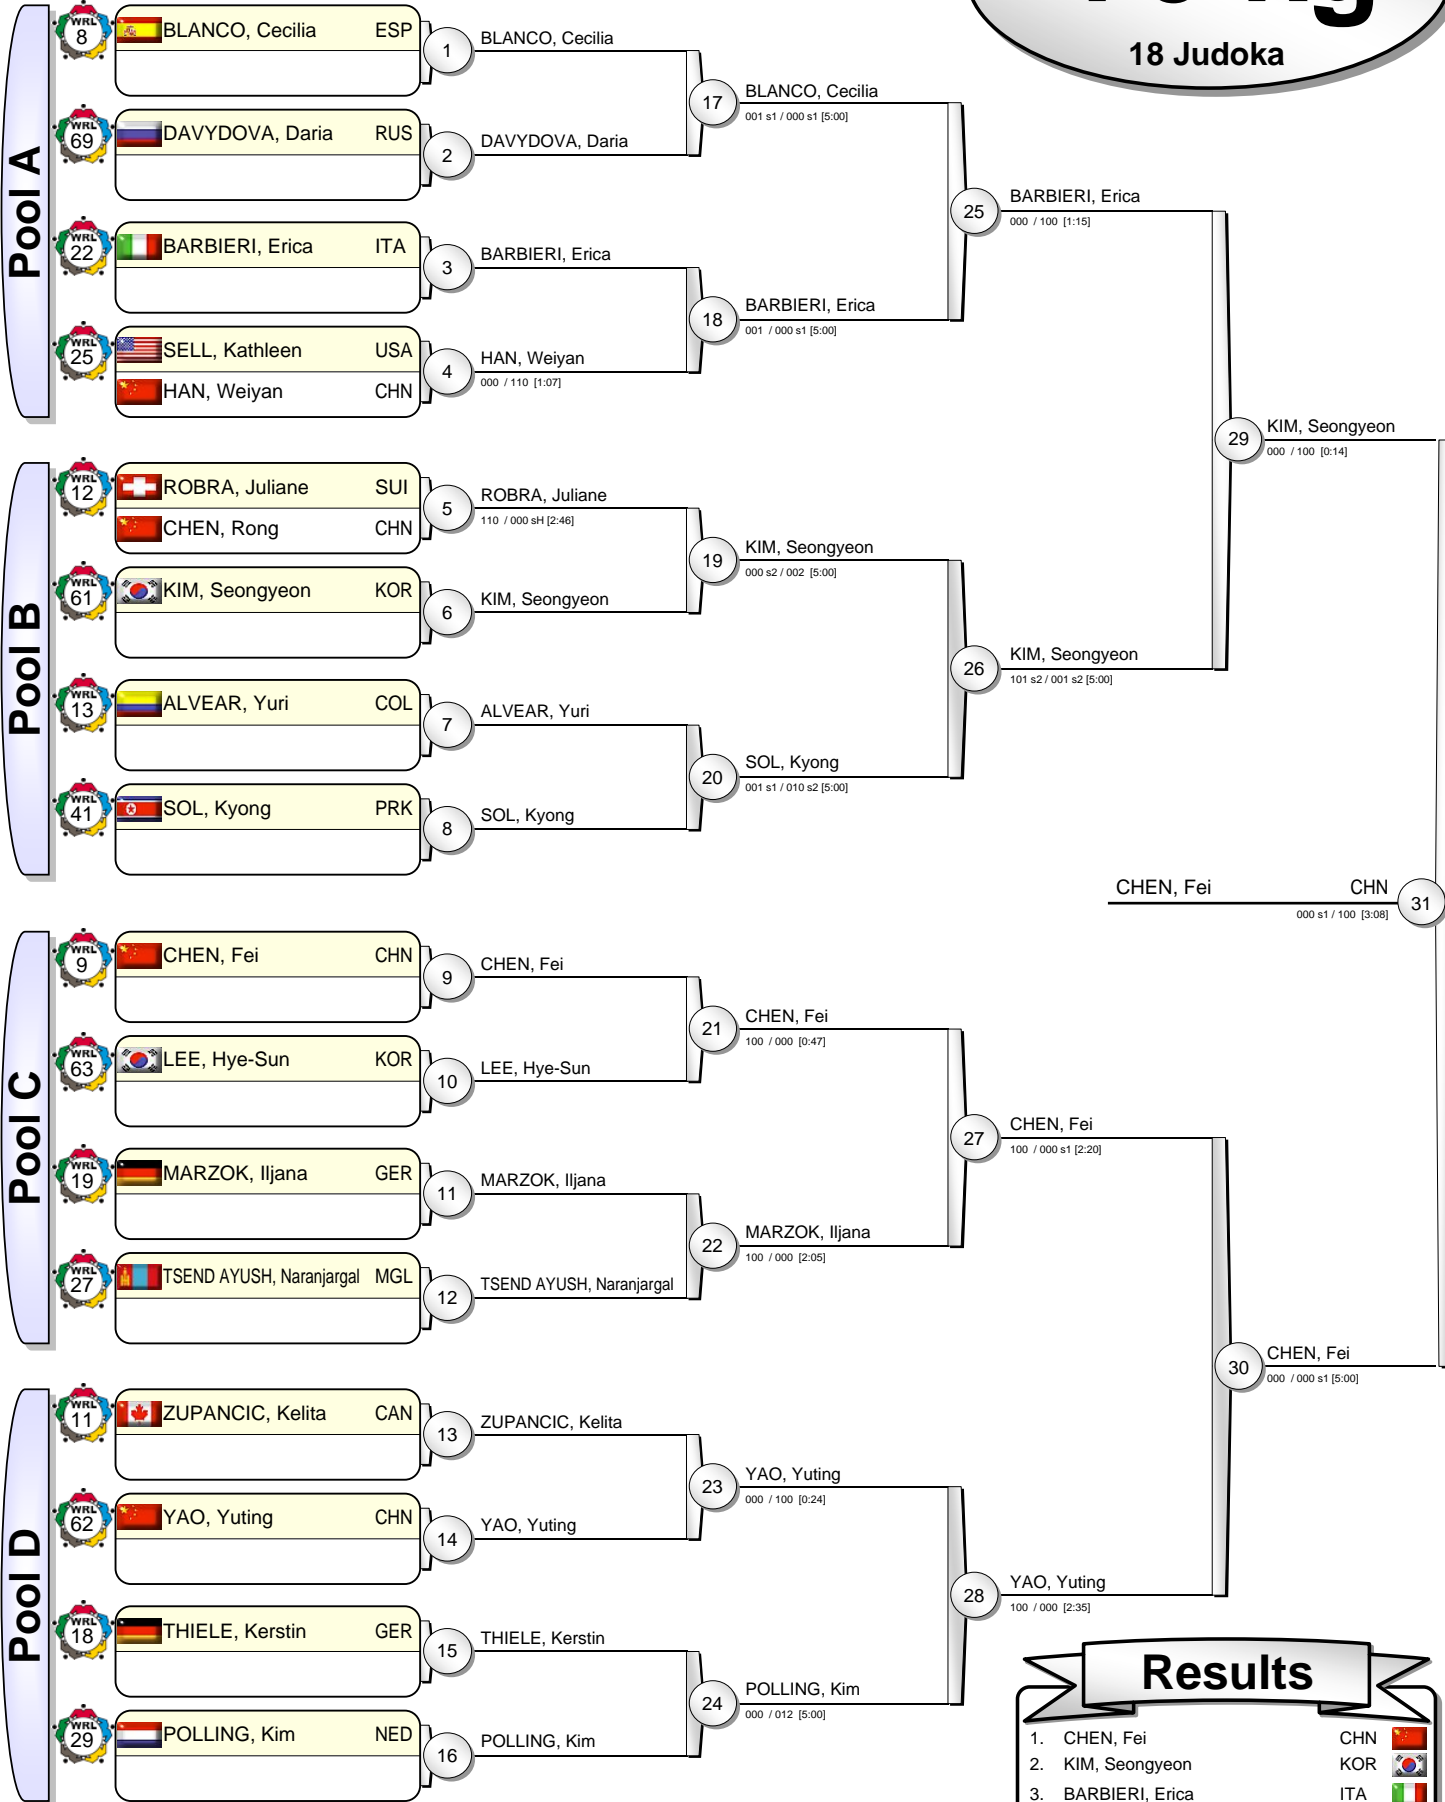 18 Judoka
Pool A
WRL 8 BLANCO, Cecilia ESP
1 BLANCO, Cecilia
17 BLANCO, Cecilia
001 s1 / 000 s1 [5:00]
WRL 69 DAVYDOVA, Daria RUS
2 DAVYDOVA, Daria
25 BARBIERI, Erica
000 / 100 [1:15]
WRL 22 BARBIERI, Erica ITA
3 BARBIERI, Erica
18 BARBIERI, Erica
001 / 000 s1 [5:00]
WRL 25 SELL, Kathleen USA
HAN, Weiyan CHN
4 HAN, Weiyan
000 / 110 [1:07]
29 KIM, Seongyeon
000 / 100 [0:14]
Pool B
WRL 12 ROBRA, Juliane SUI
CHEN, Rong CHN
5 ROBRA, Juliane
110 / 000 sH [2:46]
19 KIM, Seongyeon
000 s2 / 002 [5:00]
WRL 61 KIM, Seongyeon KOR
6 KIM, Seongyeon
26 KIM, Seongyeon
101 s2 / 001 s2 [5:00]
WRL 13 ALVEAR, Yuri COL
7 ALVEAR, Yuri
20 SOL, Kyong
001 s1 / 010 s2 [5:00]
WRL 41 SOL, Kyong PRK
8 SOL, Kyong
CHEN, Fei CHN 31
000 s1 / 100 [3:08]
Pool C
WRL 9 CHEN, Fei CHN
9 CHEN, Fei
21 CHEN, Fei
100 / 000 [0:47]
WRL 63 LEE, Hye-Sun KOR
10 LEE, Hye-Sun
27 CHEN, Fei
100 / 000 s1 [2:20]
WRL 19 MARZOK, Iljana GER
11 MARZOK, Iljana
22 MARZOK, Iljana
100 / 000 [2:05]
WRL 27 TSEND AYUSH, Naranjargal MGL
12 TSEND AYUSH, Naranjargal
30 CHEN, Fei
000 / 000 s1 [5:00]
Pool D
WRL 11 ZUPANCIC, Kelita CAN
13 ZUPANCIC, Kelita
23 YAO, Yuting
000 / 100 [0:24]
WRL 62 YAO, Yuting CHN
14 YAO, Yuting
28 YAO, Yuting
100 / 000 [2:35]
WRL 18 THIELE, Kerstin GER
15 THIELE, Kerstin
24 POLLING, Kim
000 / 012 [5:00]
WRL 29 POLLING, Kim NED
16 POLLING, Kim
Results
1. CHEN, Fei CHN
2. KIM, Seongyeon KOR
3. BARBIERI, Erica ITA